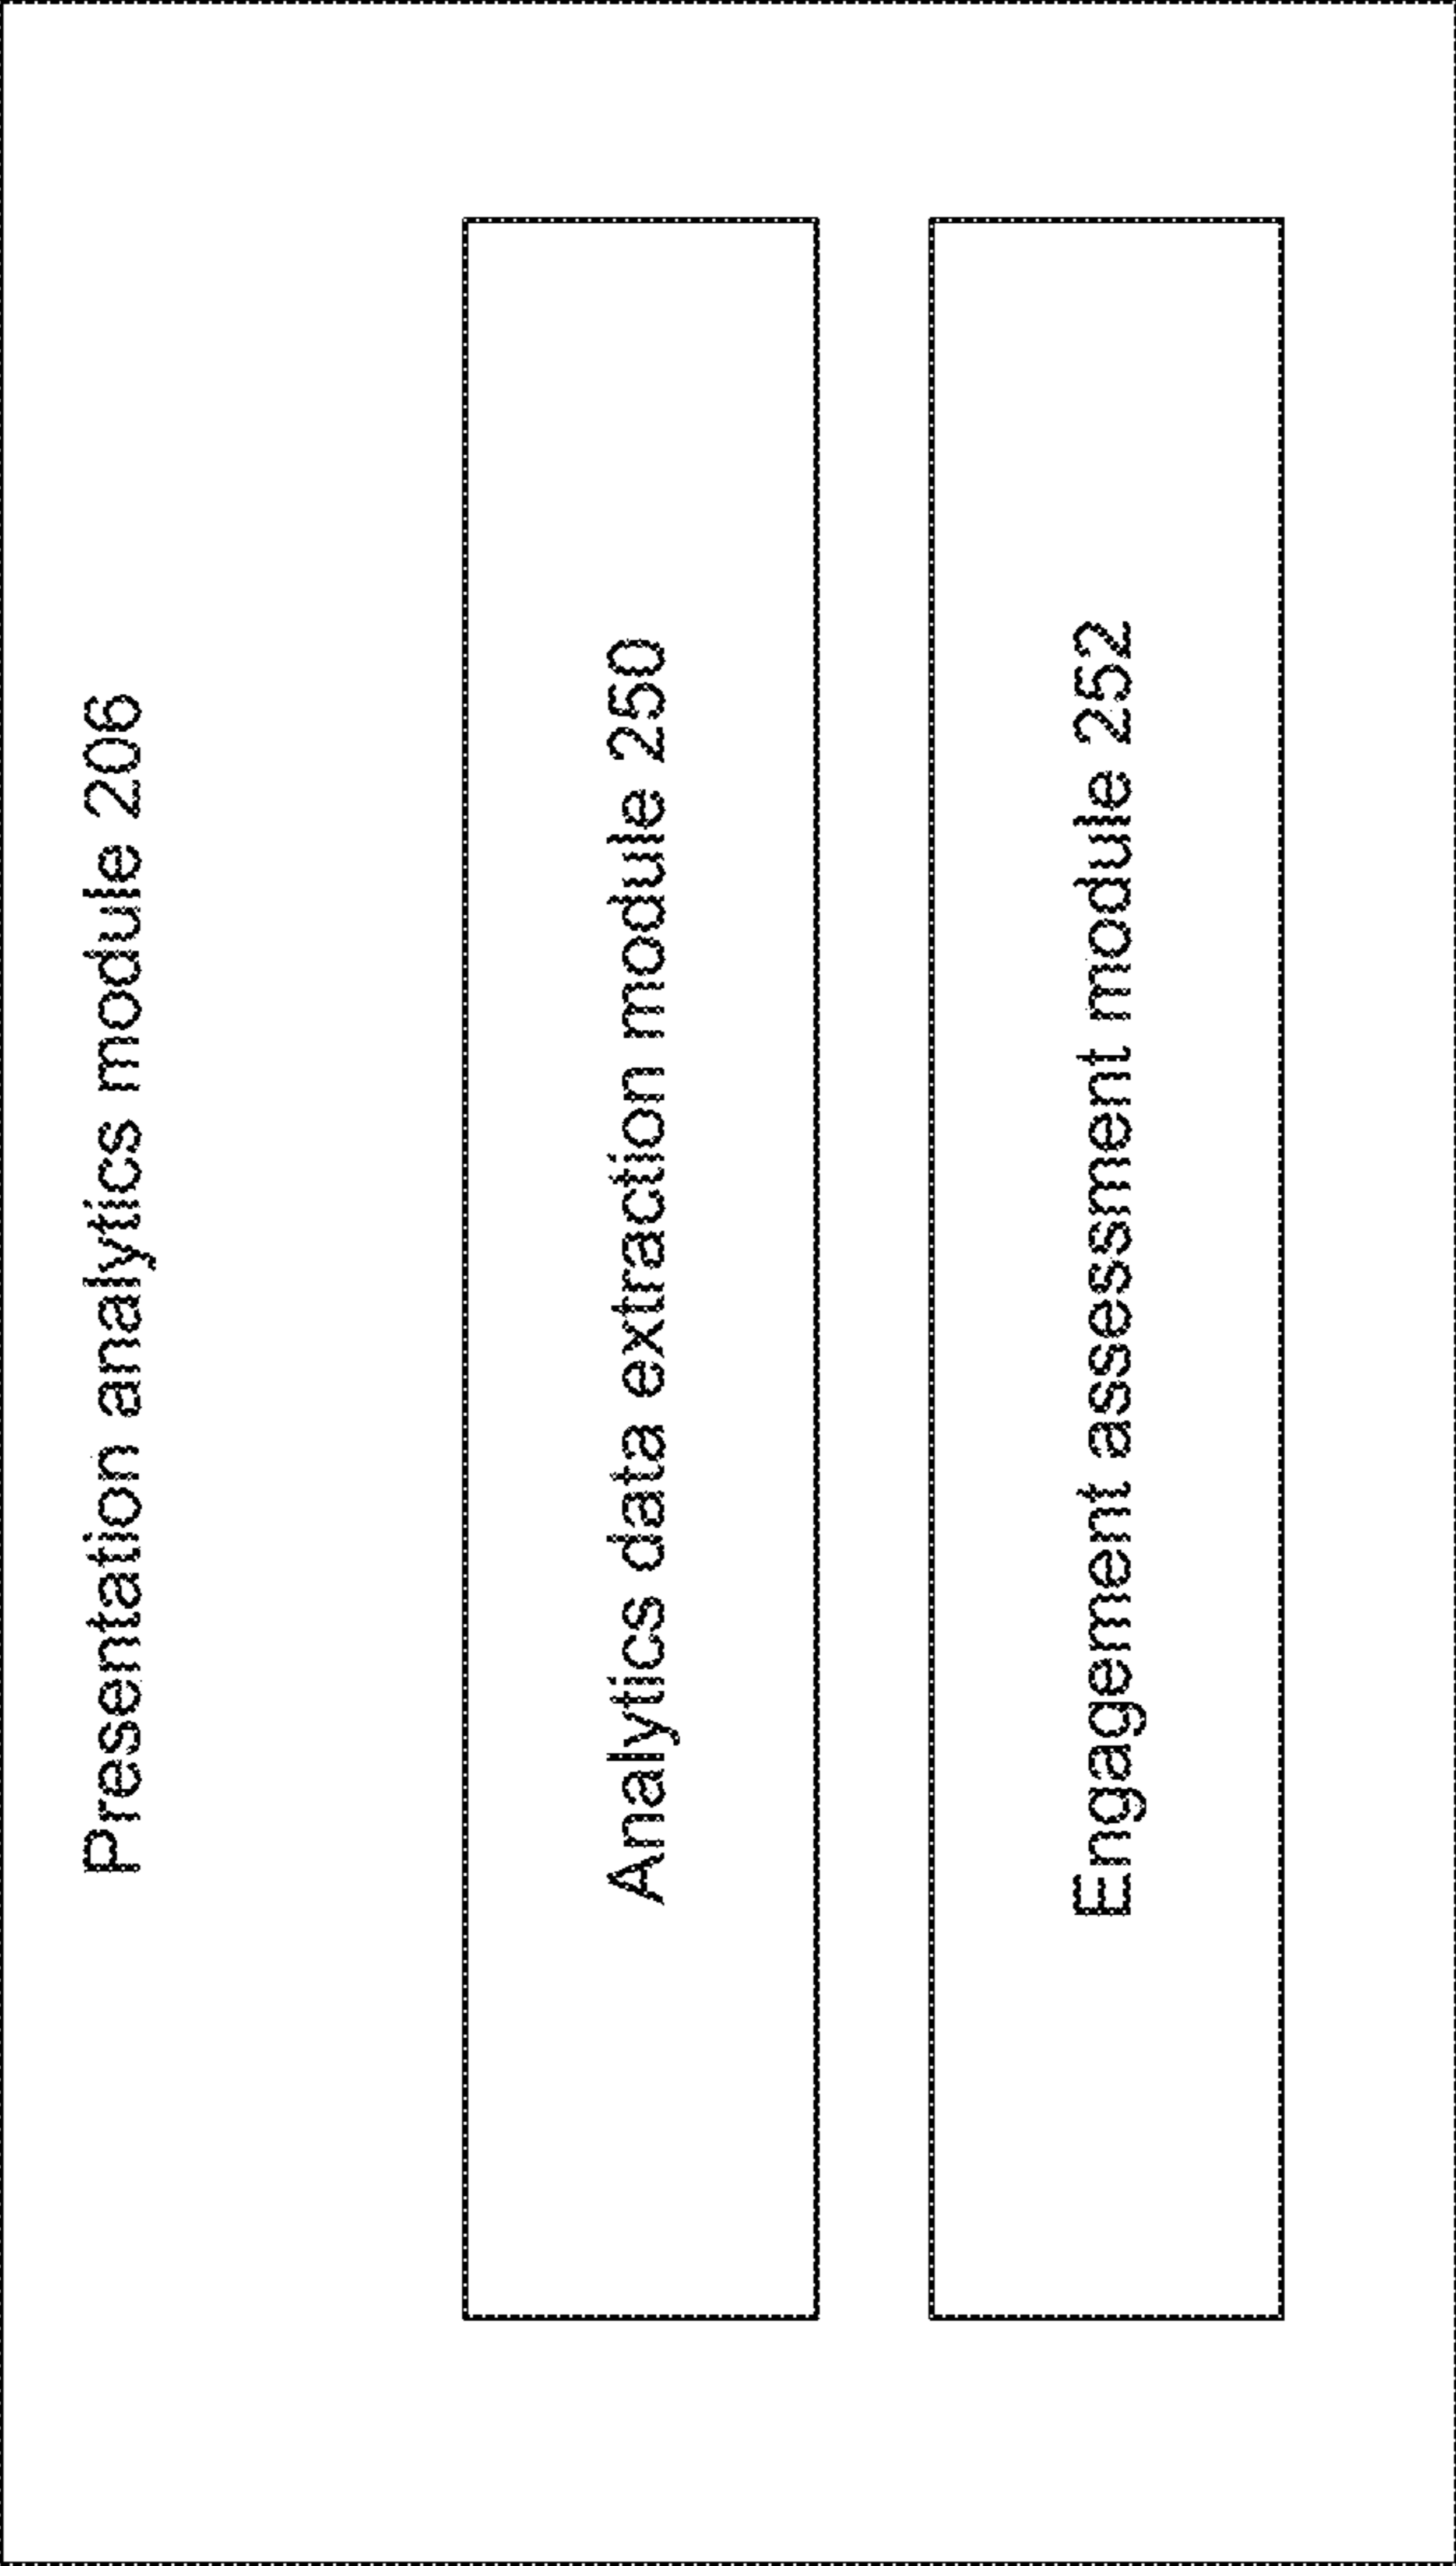 Presentation analytics module 206
Analytics data extraction module 250
Engagement assessment module 252